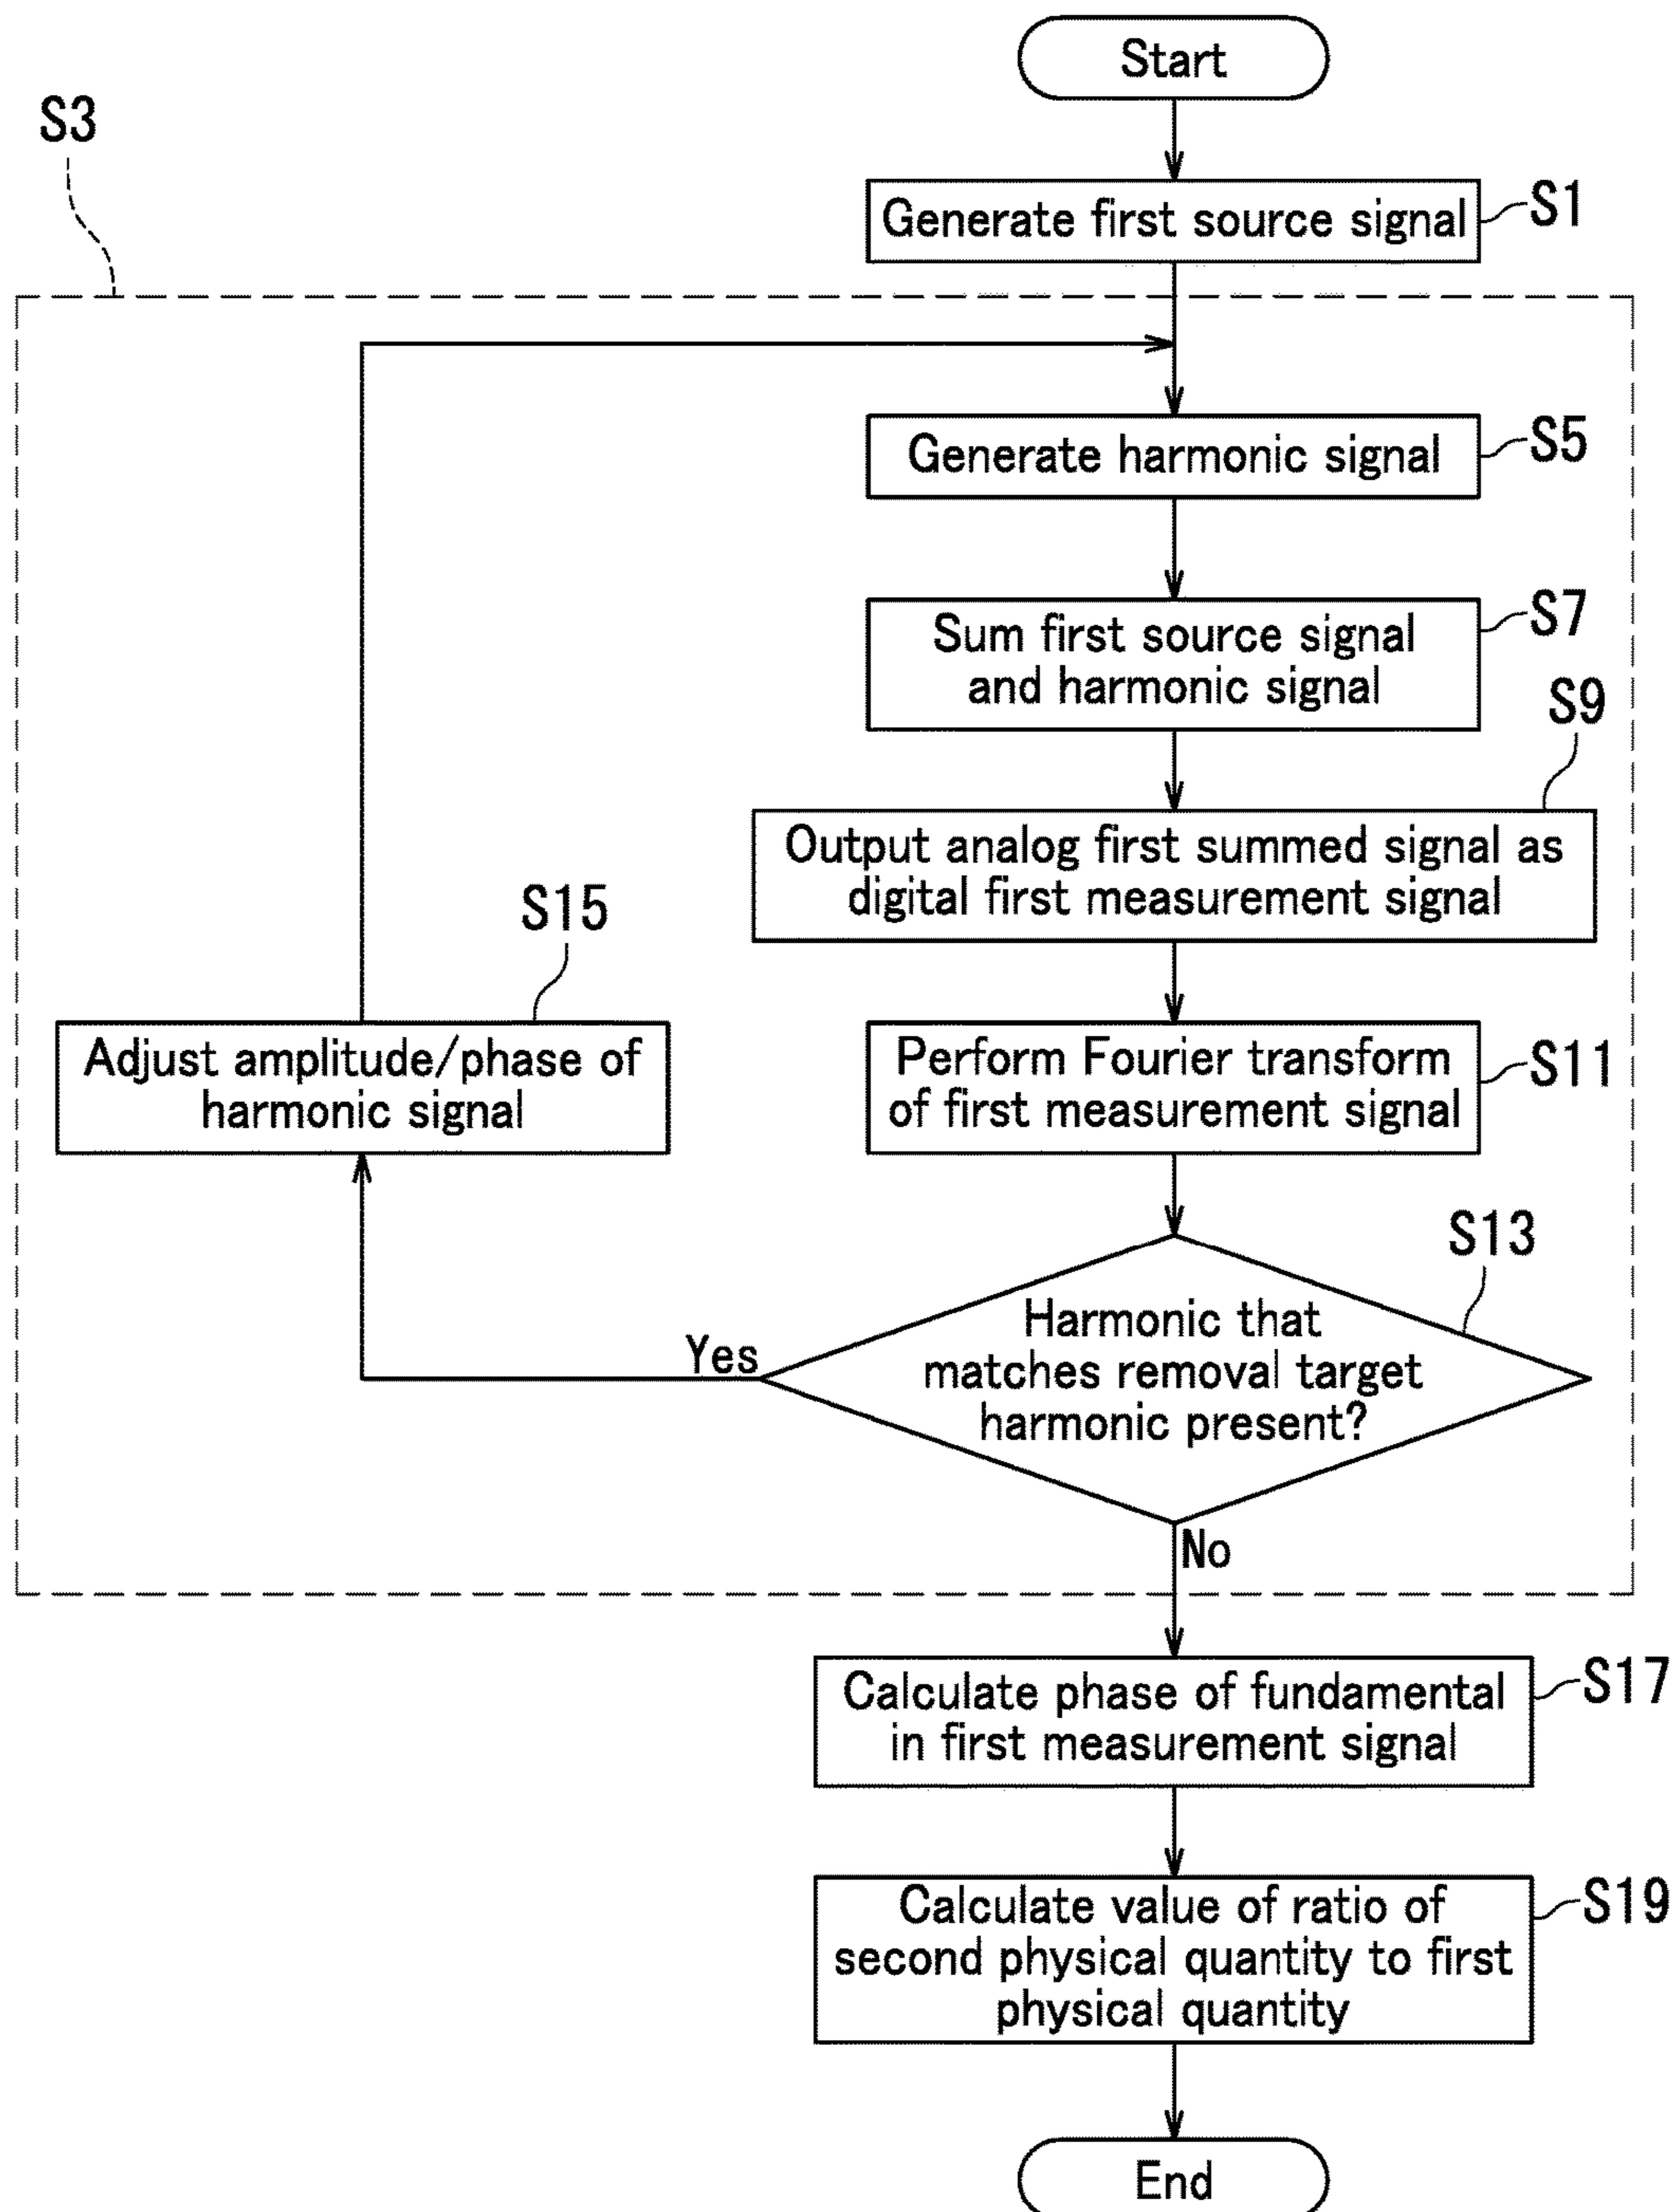 Start
S3
Generate first source signal
S1
Generate harmonic signal
S5
Sum first source signal
and harmonic signal
S7
Output analog first summed signal as
digital first measurement signal
S9
Perform Fourier transform
of first measurement signal
S11
Adjust amplitude/phase of
harmonic signal
S15
Harmonic that
matches removal target
harmonic present?
S13
Yes
No
Calculate phase of fundamental
in first measurement signal
S17
Calculate value of ratio of
second physical quantity to first
physical quantity
S19
End